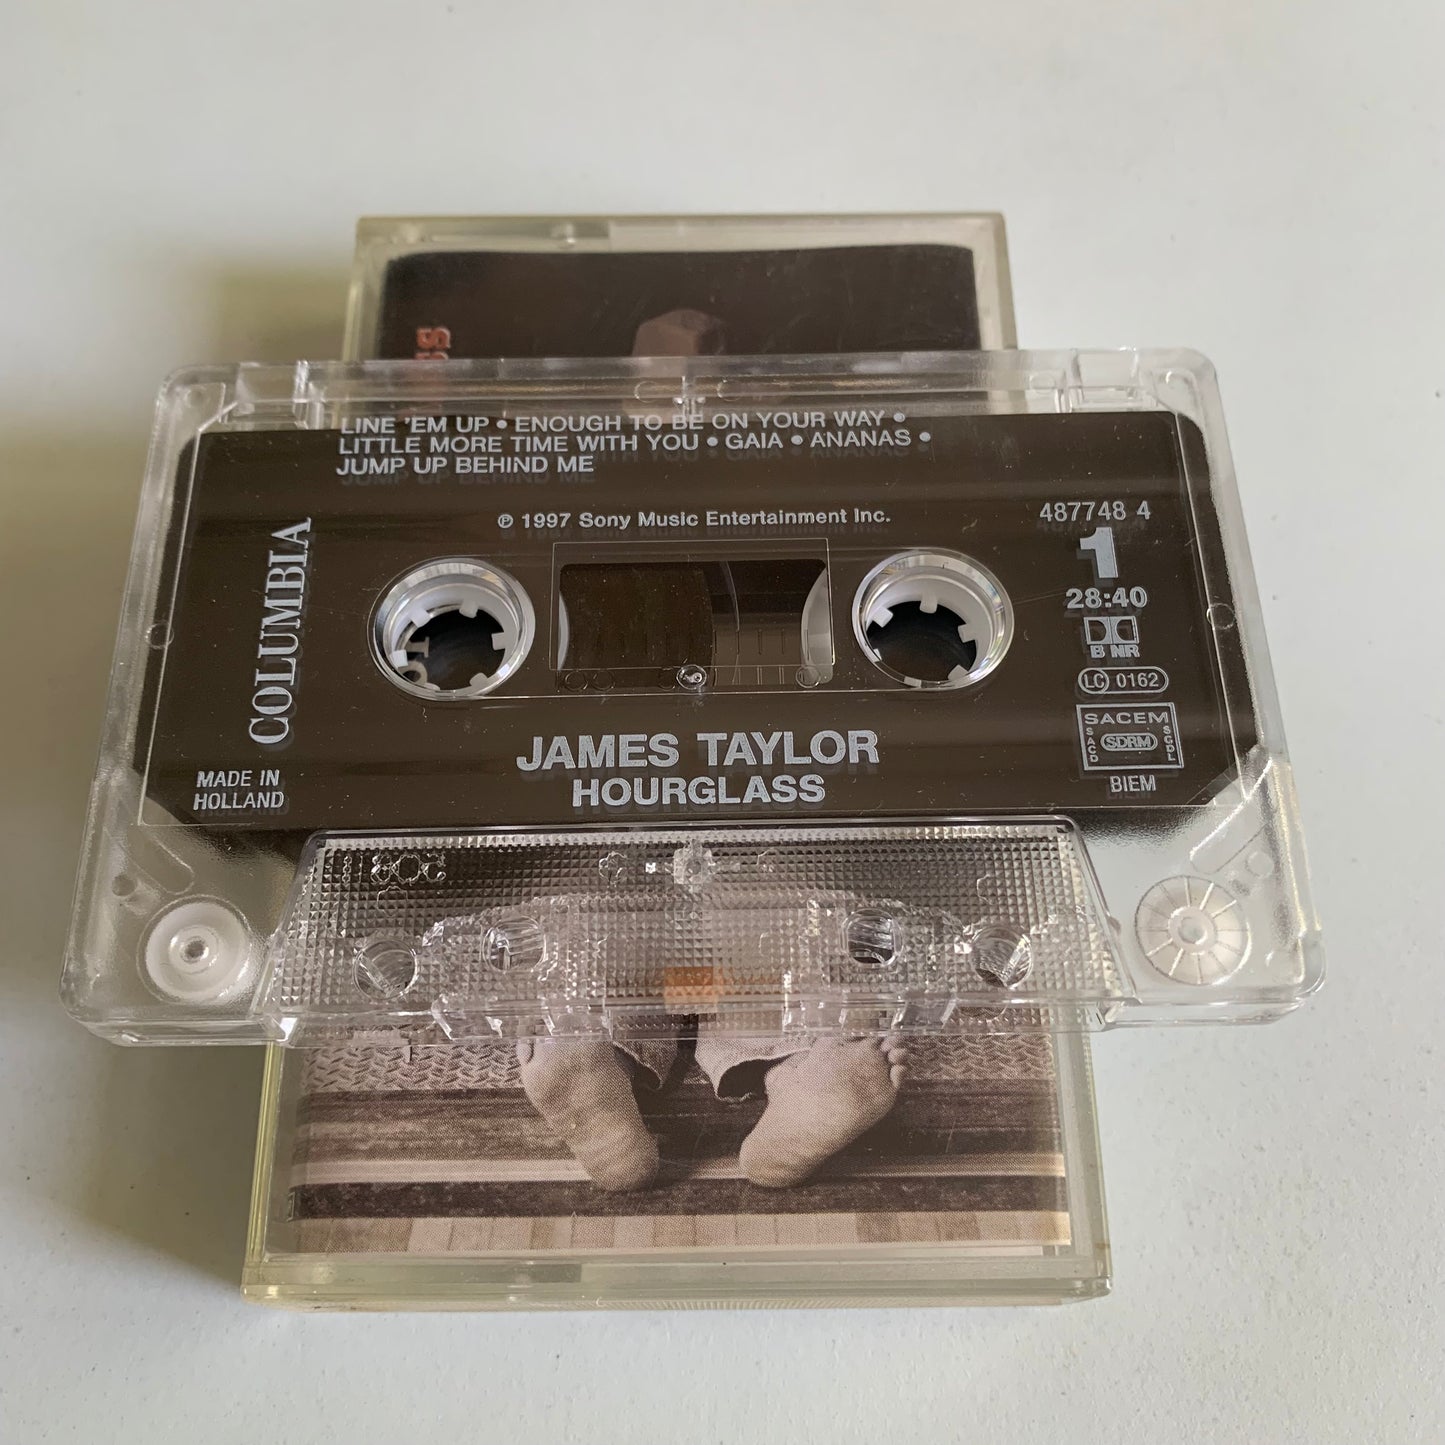 LINE 'EM UP • ENOUGH TO BE ON YOUR WAY •
LITTLE MORE TIME WITH YOU • GAIA • ANANAS •
JUMP UP BEHIND ME
℗ 1997 Sony Music Entertainment Inc.
487748 4
1
28:40
B NR
LC 0162
SACEM
SACD
SDRM
SGDL
BIEM
COLUMBIA
MADE IN
HOLLAND
JAMES TAYLOR
HOURGLASS